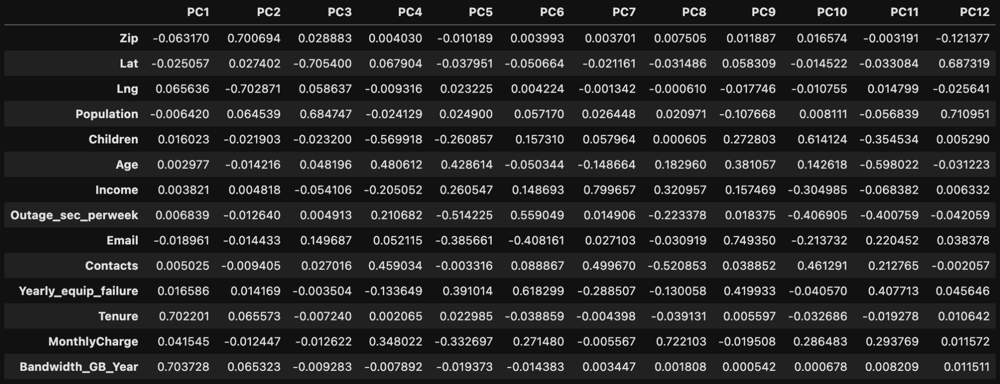 PC1 PC2 PC3 PC4 PC5 PC6 PC7 PC8 PC9 PC10 PC11 PC12
Zip -0.063170 0.700694 0.028883 0.004030 -0.010189 0.003993 0.003701 0.007505 0.011887 0.016574 -0.003191 -0.121377
Lat -0.025057 0.027402 -0.705400 0.067904 -0.037951 -0.050664 -0.021161 -0.031486 0.058309 -0.014522 -0.033084 0.687319
Lng 0.065636 -0.702871 0.058637 -0.009316 0.023225 0.004224 -0.001342 -0.000610 -0.017746 -0.010755 0.014799 -0.025641
Population -0.006420 0.064539 0.684747 -0.024129 0.024900 0.057170 0.026448 0.020971 -0.107668 0.008111 -0.056839 0.710951
Children 0.016023 -0.021903 -0.023200 -0.569918 -0.260857 0.157310 0.057964 0.000605 0.272803 0.614124 -0.354534 0.005290
Age 0.002977 -0.014216 0.048196 0.480612 0.428614 -0.050344 -0.148664 0.182960 0.381057 0.142618 -0.598022 -0.031223
Income 0.003821 0.004818 -0.054106 -0.205052 0.260547 0.148693 0.799657 0.320957 0.157469 -0.304985 -0.068382 0.006332
Outage_sec_perweek 0.006839 -0.012640 0.004913 0.210682 -0.514225 0.559049 0.014906 -0.223378 0.018375 -0.406905 -0.400759 -0.042059
Email -0.018961 -0.014433 0.149687 0.052115 -0.385661 -0.408161 0.027103 -0.030919 0.749350 -0.213732 0.220452 0.038378
Contacts 0.005025 -0.009405 0.027016 0.459034 -0.003316 0.088867 0.499670 -0.520853 0.038852 0.461291 0.212765 -0.002057
Yearly_equip_failure 0.016586 0.014169 -0.003504 -0.133649 0.391014 0.618299 -0.288507 -0.130058 0.419933 -0.040570 0.407713 0.045646
Tenure 0.702201 0.065573 -0.007240 0.002065 0.022985 -0.038859 -0.004398 -0.039131 0.005597 -0.032686 -0.019278 0.010642
MonthlyCharge 0.041545 -0.012447 -0.012622 0.348022 -0.332697 0.271480 -0.005567 0.722103 -0.019508 0.286483 0.293769 0.011572
Bandwidth_GB_Year 0.703728 0.065323 -0.009283 -0.007892 -0.019373 -0.014383 0.003447 0.001808 0.000542 0.000678 0.008209 0.011511